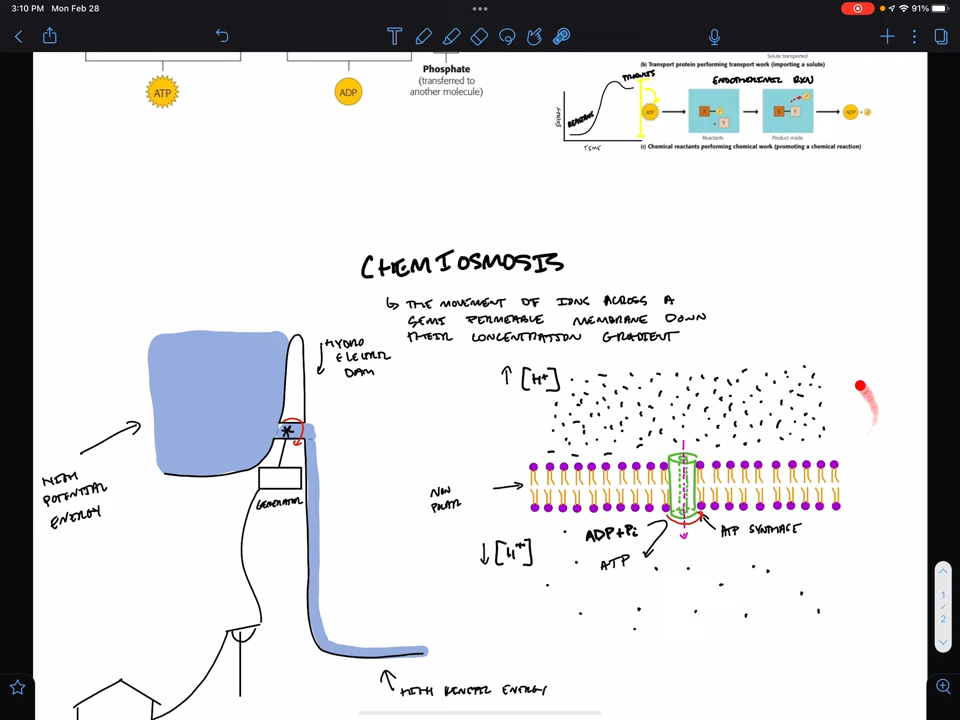 3:10 PM Mon Feb 28
91%
T
Solute transported
Phosphate
(transferred to
another molecule)
ATP
ADP
(b) Transport protein performing transport work (importing a solute)
PRODUCTS
ENDOTHERMIC RXN
ENERGY
REACTANTS
TIME
ATP
X
P
Y
X
Y
P
ADP + P
Reactants
Product made
(c) Chemical reactants performing chemical work (promoting a chemical reaction)
CHEMIOSMOSIS
↳ THE MOVEMENT OF IONS ACROSS A
SEMI PERMEABLE MEMBRANE DOWN
THEIR CONCENTRATION GRADIENT
↓ HYDRO
ELECTRIC
DAM
↑ [H+]
HIGH
POTENTIAL
ENERGY
GENERATOR
NON
POLAR
ADP+Pi
ATP
ATP SYNTHASE
↓ [H+]
HIGH KINETIC ENERGY
1
/
2